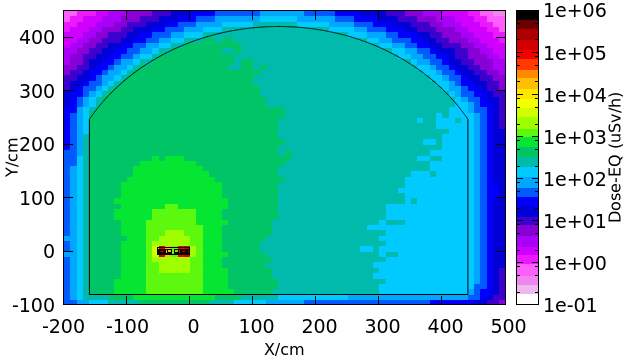 400
300
200
100
0
-100
Y/cm
-200
-100
0
100
200
300
400
500
X/cm
1e+06
1e+05
1e+04
1e+03
1e+02
1e+01
1e+00
1e-01
Dose-EQ (uSv/h)